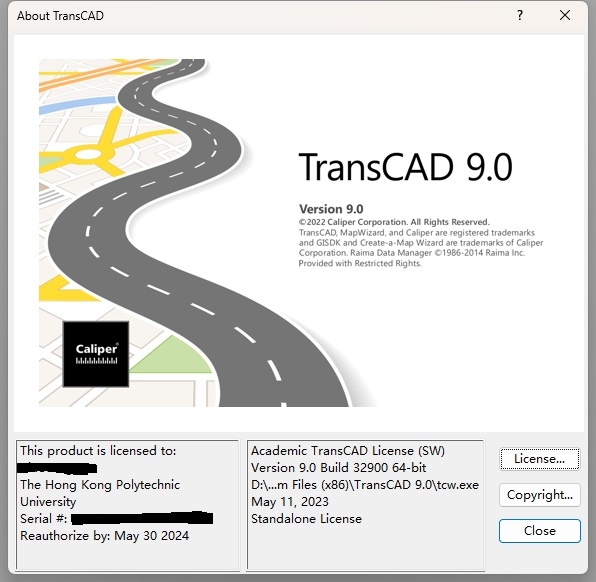 About TransCAD
TransCAD 9.0
Version 9.0
©2022 Caliper Corporation. All Rights Reserved.
TransCAD, MapWizard, and Caliper are registered trademarks
and GISDK and Create-a-Map Wizard are trademarks of Caliper
Corporation. Raima Data Manager ©1986-2014 Raima Inc.
Provided with Restricted Rights.
Caliper®
This product is licensed to:
The Hong Kong Polytechnic
University
Serial #:
Reauthorize by: May 30 2024
Academic TransCAD License (SW)
Version 9.0 Build 32900 64-bit
D:\...m Files (x86)\TransCAD 9.0\tcw.exe
May 11, 2023
Standalone License
License...
Copyright...
Close